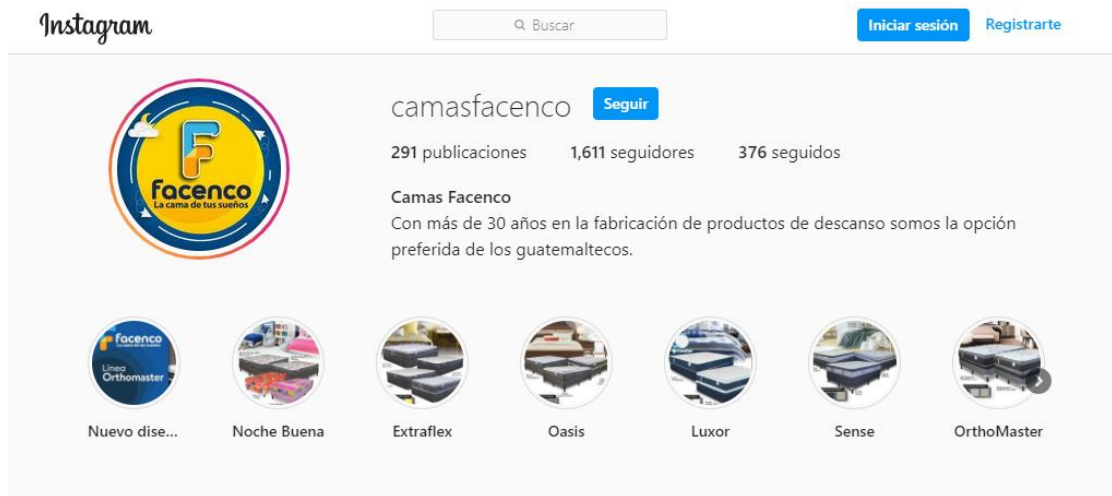 Instagram
Buscar
Iniciar sesión
Registrarte
camasfacenco
Seguir
291 publicaciones 1,611 seguidores 376 seguidos
Camas Facenco
Con más de 30 años en la fabricación de productos de descanso somos la opción
preferida de los guatemaltecos.
facenco
La cama de tus sueños
facenco
Línea
Orthomaster
Nuevo dise...
Noche Buena
Extraflex
Oasis
Luxor
Sense
OrthoMaster